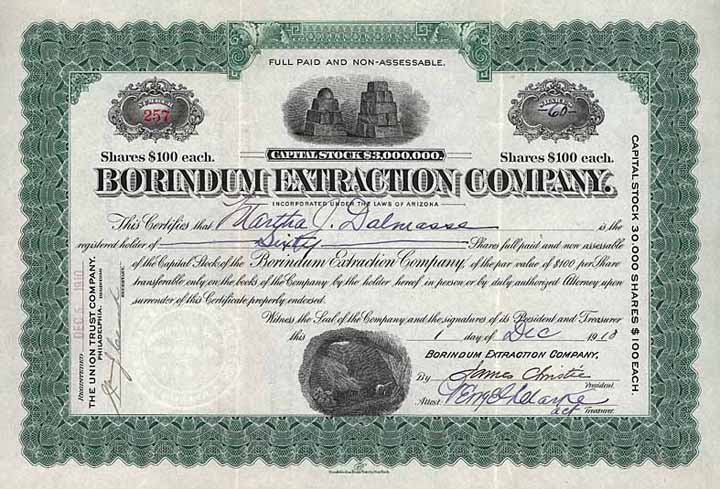 FULL PAID AND NON-ASSESSABLE.
NUMBER
257
SHARES
-60-
Shares $100 each.
CAPITAL STOCK $3,000,000.
Shares $100 each.
BORINDUM EXTRACTION COMPANY.
INCORPORATED UNDER THE LAWS OF ARIZONA
This Certifies that Martha J. Dalmasse is the
registered holder of Sixty Shares full paid and non assessable
of the Capital Stock of the Borindum Extraction Company, of the par value of $100 per Share
transferable only on the books of the Company by the holder hereof in person or by duly authorized Attorney upon
surrender of this Certificate properly endorsed.
Witness the Seal of the Company and the signatures of its President and Treasurer
this 1 day of Dec 1910
BORINDUM EXTRACTION COMPANY,
By James Christie
President.
Attest
act Treasurer.
REGISTERED DEC 5 1910
THE UNION TRUST COMPANY.
PHILADELPHIA. REGISTRAR
SECRETARY.
CAPITAL STOCK 30,000 SHARES $100 EACH.